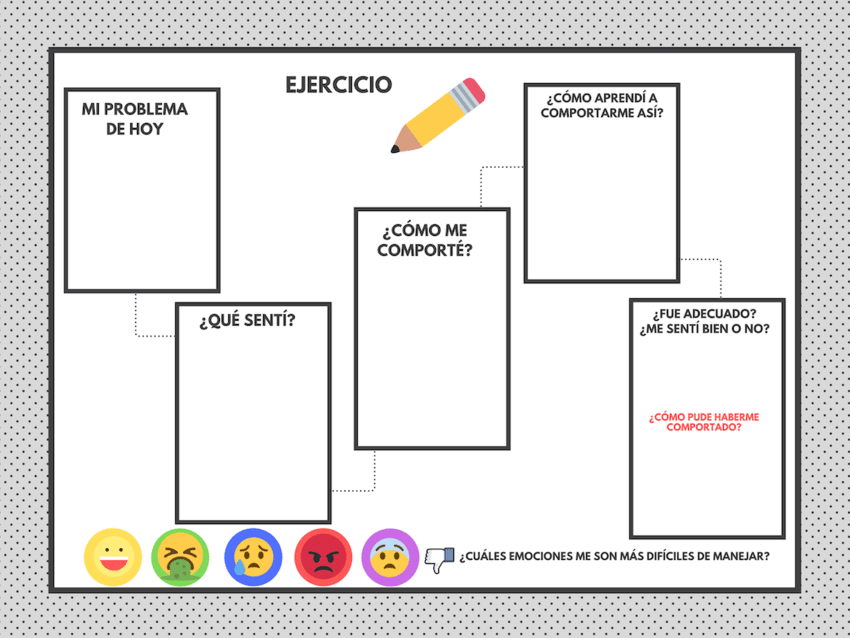 EJERCICIO
MI PROBLEMA
DE HOY
¿QUÉ SENTÍ?
¿CÓMO ME
COMPORTÉ?
¿CÓMO APRENDÍ A
COMPORTARME ASÍ?
¿FUE ADECUADO?
¿ME SENTÍ BIEN O NO?
¿CÓMO PUDE HABERME
COMPORTADO?
¿CUÁLES EMOCIONES ME SON MÁS DIFÍCILES DE MANEJAR?